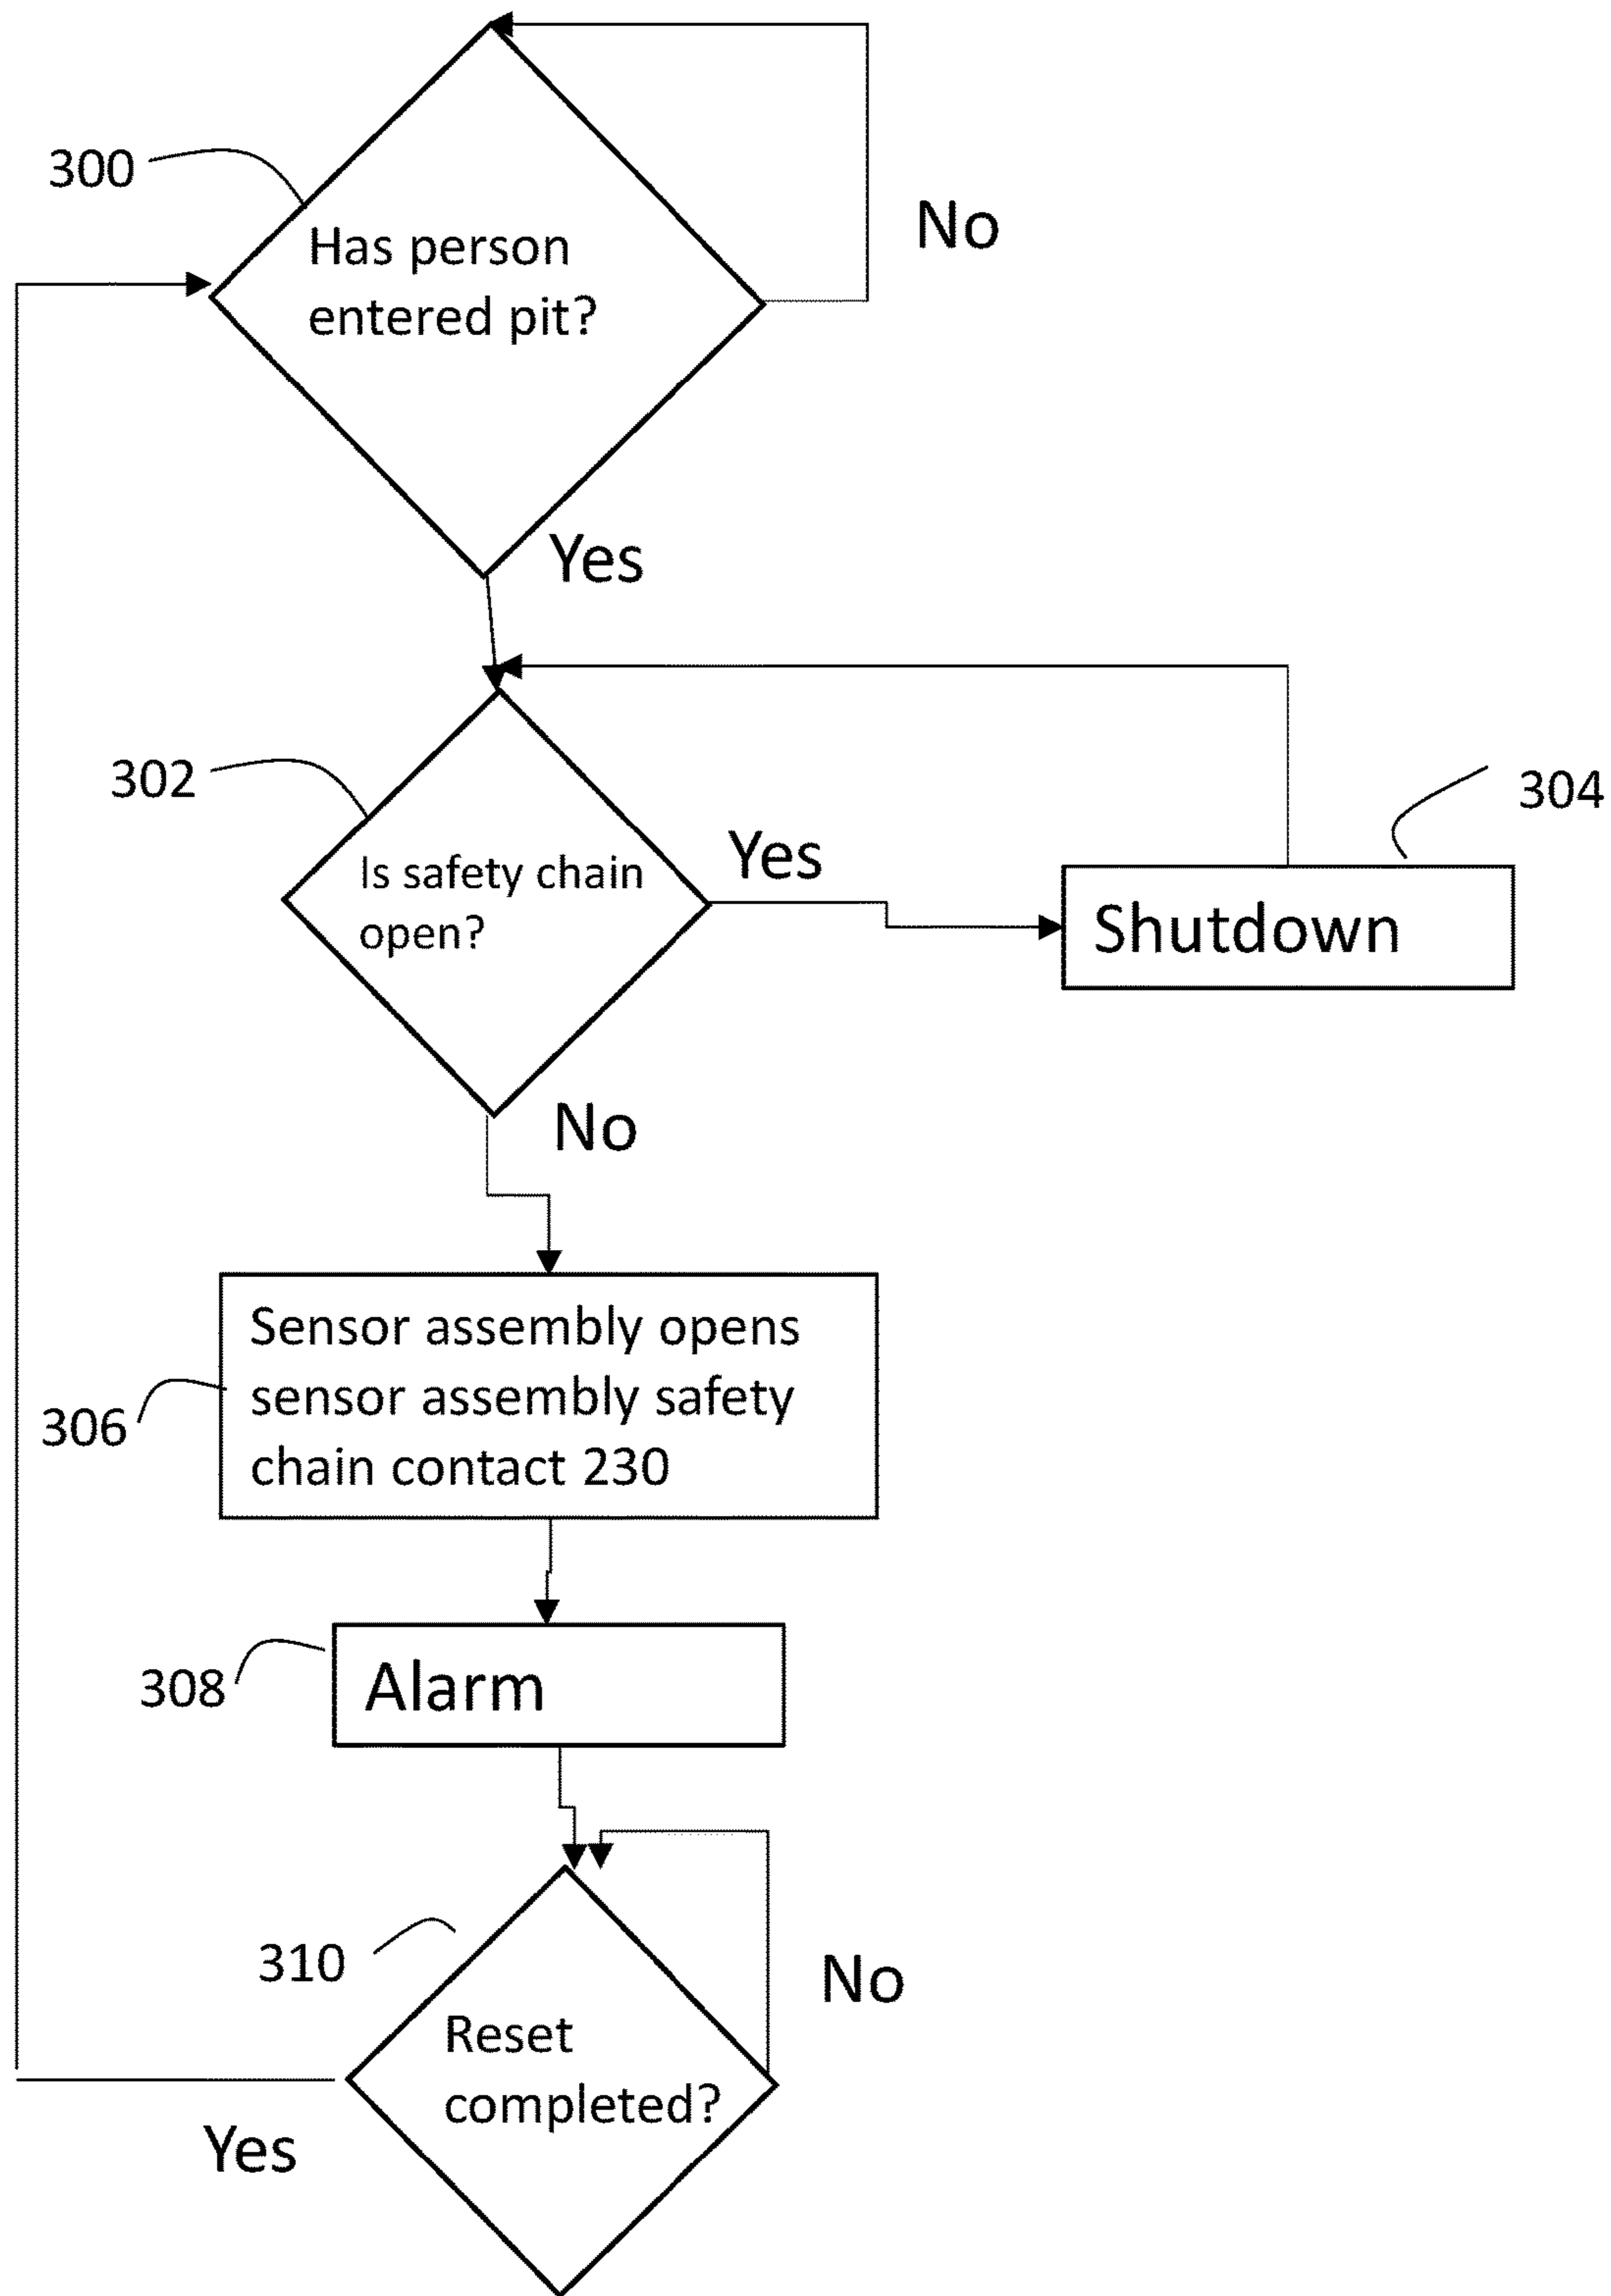 300
Has person
entered pit?
No
Yes
302
Is safety chain
open?
Yes
304
Shutdown
No
306
Sensor assembly opens
sensor assembly safety
chain contact 230
308
Alarm
310
Reset
completed?
No
Yes